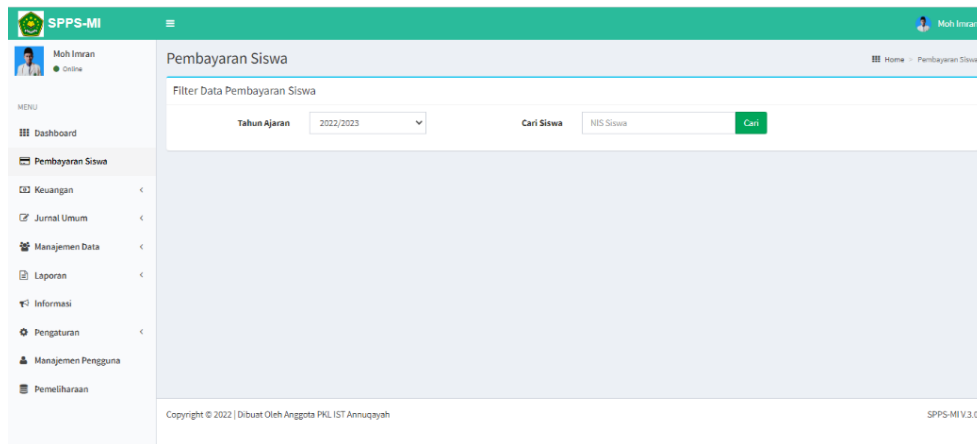 SPPS-MI
Moh Imran
Moh Imran
Online
MENU
Dashboard
Pembayaran Siswa
Keuangan
Jurnal Umum
Manajemen Data
Laporan
Informasi
Pengaturan
Manajemen Pengguna
Pemeliharaan
Pembayaran Siswa
Home > Pembayaran Siswa
Filter Data Pembayaran Siswa
Tahun Ajaran 2022/2023 Cari Siswa NIS Siswa Cari
Copyright © 2022 | Dibuat Oleh Anggota PKL IST Annuqayah SPPS-MI V.3.0